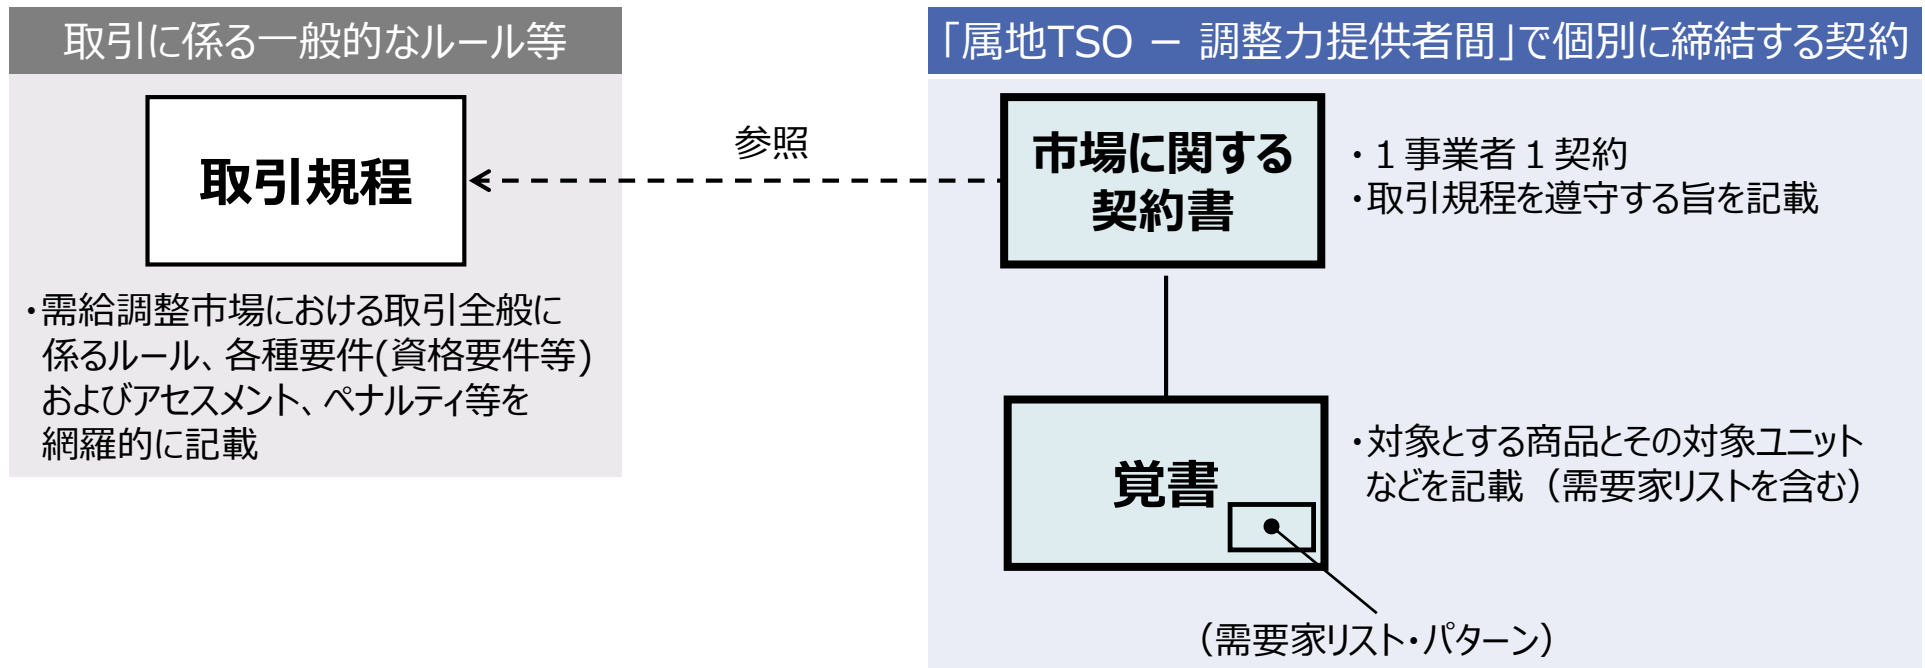 取引に係る一般的なルール等
取引規程
・需給調整市場における取引全般に
係るルール、各種要件(資格要件等)
およびアセスメント、ペナルティ等を
網羅的に記載
参照
「属地TSO － 調整力提供者間」で個別に締結する契約
市場に関する
契約書
・１事業者１契約
・取引規程を遵守する旨を記載
覚書
・対象とする商品とその対象ユニット
などを記載（需要家リストを含む）
（需要家リスト・パターン）